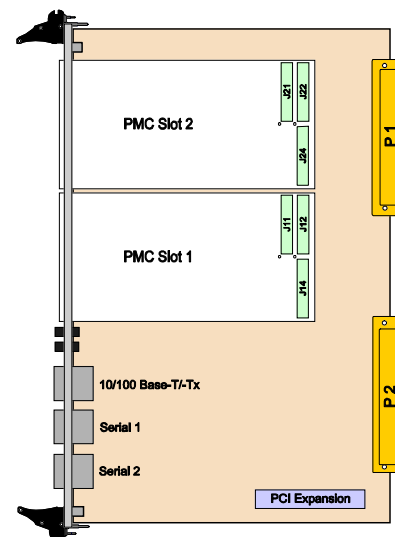 J21
J22
P1
PMC Slot 2
J24
J11
J12
PMC Slot 1
J14
10/100 Base-T/-Tx
P2
Serial 1
Serial 2
PCI Expansion